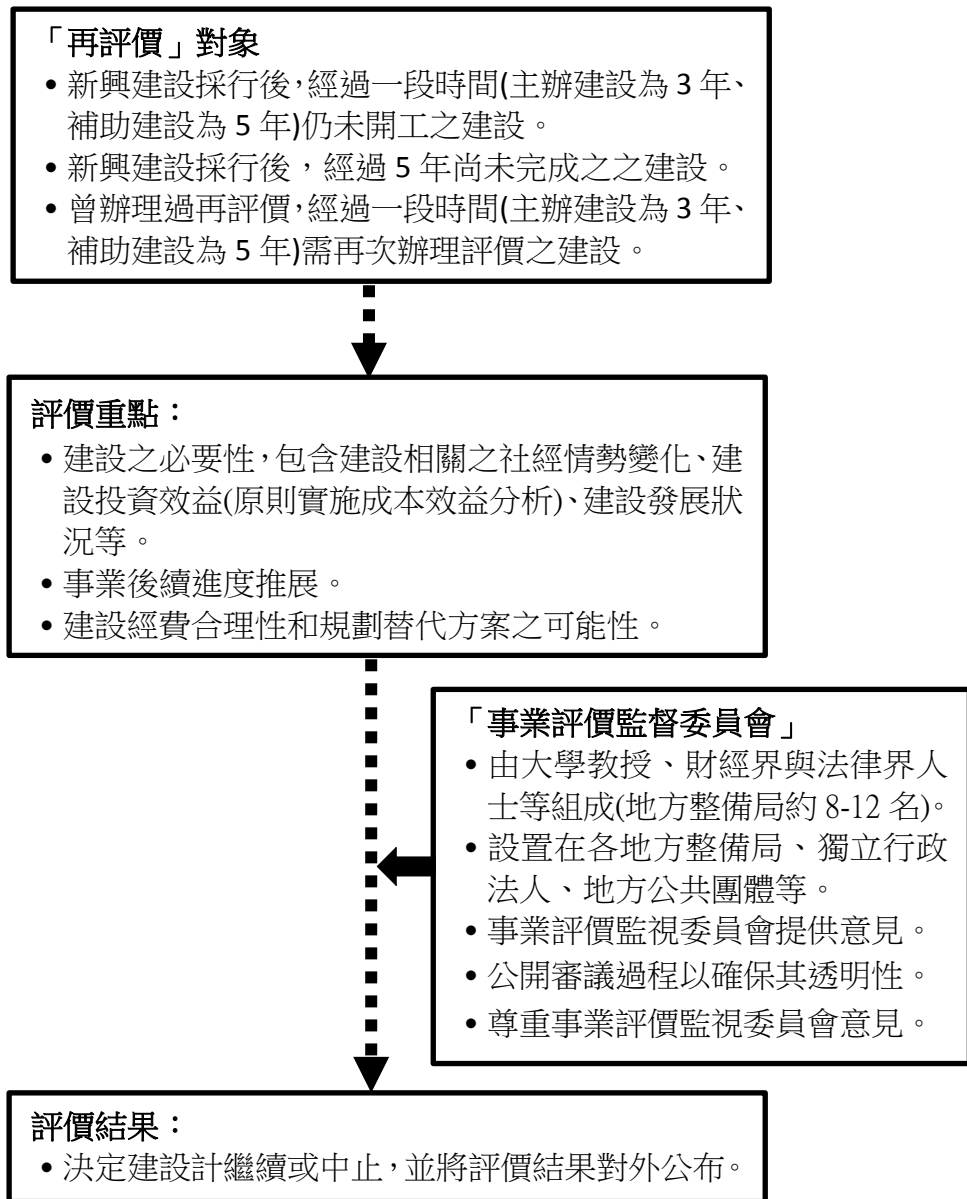 「再評價」對象
•新興建設採行後,經過一段時間(主辦建設為 3 年、
補助建設為 5 年)仍未開工之建設。
•新興建設採行後,經過 5 年尚未完成之之建設。
•曾辦理過再評價,經過一段時間(主辦建設為 3 年、
補助建設為 5 年)需再次辦理評價之建設。
評價重點:
•建設之必要性,包含建設相關之社經情勢變化、建
設投資效益(原則實施成本效益分析)、建設發展狀
況等。
•事業後續進度推展。
•建設經費合理性和規劃替代方案之可能性。
「事業評價監督委員會」
•由大學教授、財經界與法律界人
士等組成(地方整備局約 8-12 名)。
•設置在各地方整備局、獨立行政
法人、地方公共團體等。
•事業評價監視委員會提供意見。
•公開審議過程以確保其透明性。
•尊重事業評價監視委員會意見。
評價結果:
•決定建設計繼續或中止,並將評價結果對外公布。